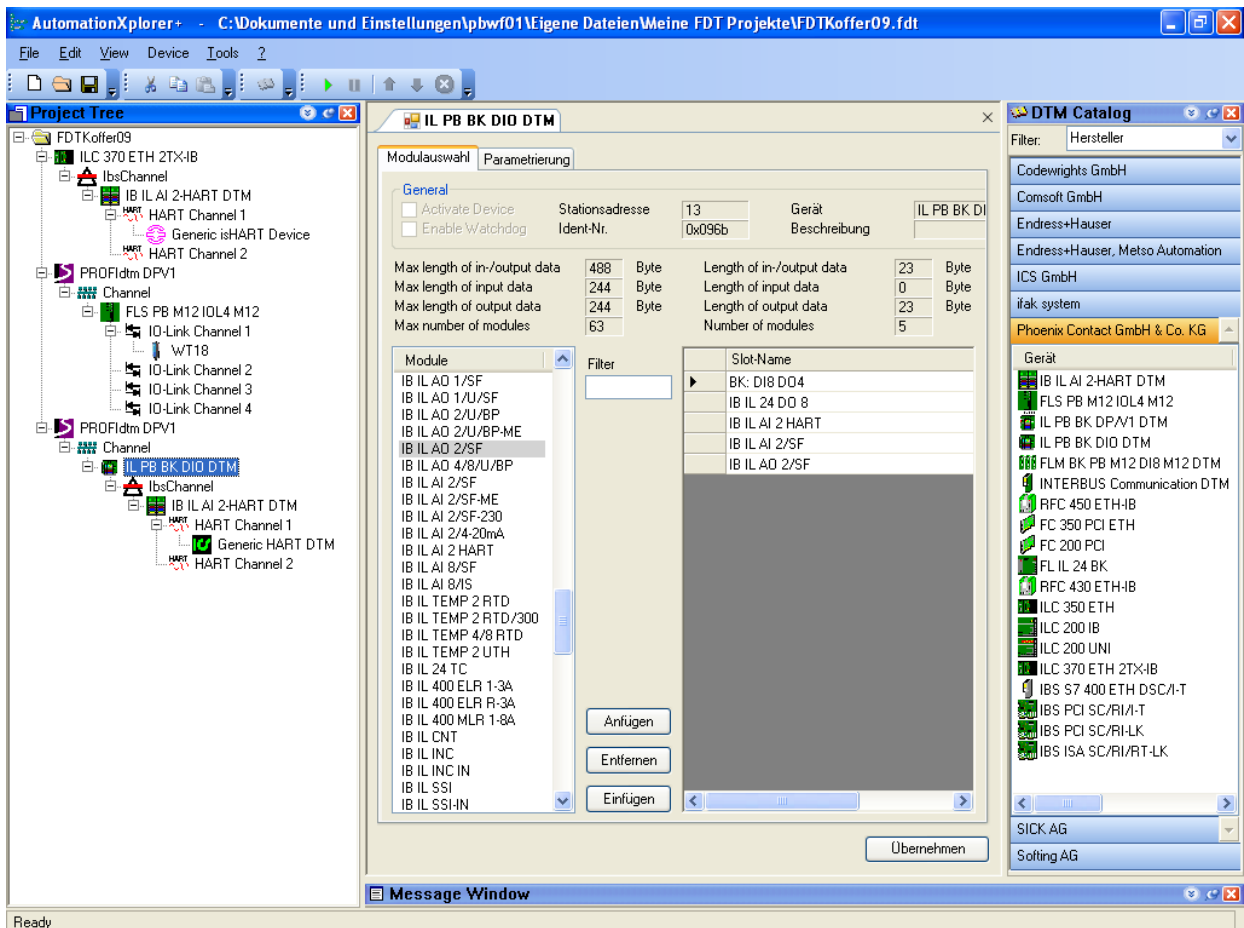 AutomationXplorer+ - C:\Dokumente und Einstellungen\pbwf01\Eigene Dateien\Meine FDT Projekte\FDTKoffer09.fdt
File Edit View Device Tools ?
Project Tree
FDTKoffer09
ILC 370 ETH 2TX-IB
IbsChannel
IB IL AI 2-HART DTM
HART HART Channel 1
Generic isHART Device
HART HART Channel 2
PROFIdtm DPV1
Channel
FLS PB M12 IOL4 M12
IO-Link Channel 1
WT18
IO-Link Channel 2
IO-Link Channel 3
IO-Link Channel 4
PROFIdtm DPV1
Channel
IL PB BK DIO DTM
IbsChannel
IB IL AI 2-HART DTM
HART HART Channel 1
Generic HART DTM
HART HART Channel 2
IL PB BK DIO DTM
Modulauswahl Parametrierung
General
Activate Device Stationsadresse 13 Gerät IL PB BK DI
Enable Watchdog Ident-Nr. 0x096b Beschreibung
Max length of in-/output data 488 Byte Length of in-/output data 23 Byte
Max length of input data 244 Byte Length of input data 0 Byte
Max length of output data 244 Byte Length of output data 23 Byte
Max number of modules 63 Number of modules 5
Module
IB IL AO 1/SF
IB IL AO 1/U/SF
IB IL AO 2/U/BP
IB IL AO 2/U/BP-ME
IB IL AO 2/SF
IB IL AO 4/8/U/BP
IB IL AI 2/SF
IB IL AI 2/SF-ME
IB IL AI 2/SF-230
IB IL AI 2/4-20mA
IB IL AI 2 HART
IB IL AI 8/SF
IB IL AI 8/IS
IB IL TEMP 2 RTD
IB IL TEMP 2 RTD/300
IB IL TEMP 4/8 RTD
IB IL TEMP 2 UTH
IB IL 24 TC
IB IL 400 ELR 1-3A
IB IL 400 ELR R-3A
IB IL 400 MLR 1-8A
IB IL CNT
IB IL INC
IB IL INC IN
IB IL SSI
IB IL SSI-IN
Filter
Anfügen
Entfernen
Einfügen
Slot-Name
BK: DI8 DO4
IB IL 24 DO 8
IB IL AI 2 HART
IB IL AI 2/SF
IB IL AO 2/SF
Übernehmen
DTM Catalog
Filter: Hersteller
Codewrights GmbH
Comsoft GmbH
Endress+Hauser
Endress+Hauser, Metso Automation
ICS GmbH
ifak system
Phoenix Contact GmbH & Co. KG
Gerät
IB IL AI 2-HART DTM
FLS PB M12 IOL4 M12
IL PB BK DP/V1 DTM
IL PB BK DIO DTM
FLM BK PB M12 DI8 M12 DTM
INTERBUS Communication DTM
RFC 450 ETH-IB
FC 350 PCI ETH
FC 200 PCI
FL IL 24 BK
RFC 430 ETH-IB
ILC 350 ETH
ILC 200 IB
ILC 200 UNI
ILC 370 ETH 2TX-IB
IBS S7 400 ETH DSC/I-T
IBS PCI SC/RI/I-T
IBS PCI SC/RI-LK
IBS ISA SC/RI/RT-LK
SICK AG
Softing AG
Message Window
Ready